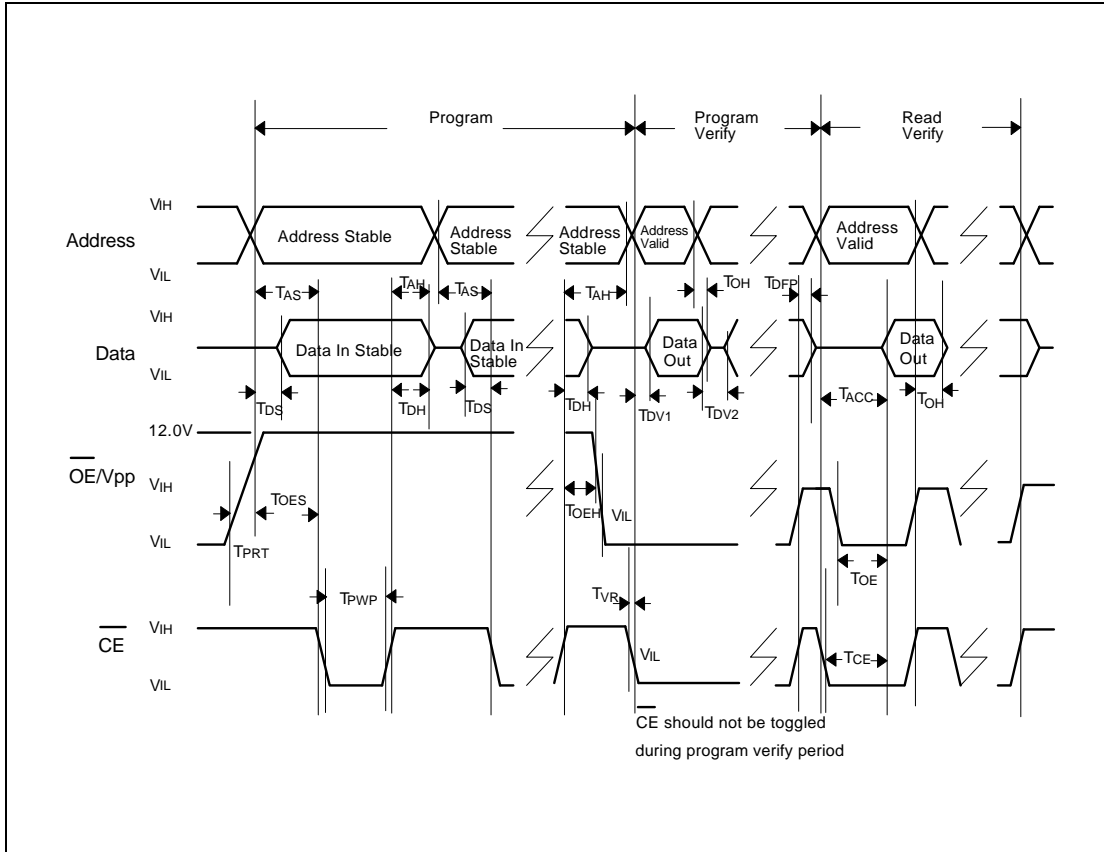 Program
Program
Verify
Read
Verify
Address
VIH
VIL
Address Stable
Address
Stable
Address
Stable
Address
Valid
Address
Valid
TAS
TAH
TAS
TAH
TOH
TDFP
Data
VIH
VIL
Data In Stable
Data In
Stable
Data
Out
Data
Out
TDS
TDH
TDS
TDH
TDV1
TDV2
TACC
TOH
OE/Vpp
12.0V
VIH
VIL
TOES
TPRT
TOEH
VIL
TOE
CE
VIH
VIL
TPWP
TVR
VIL
TCE
CE should not be toggled
during program verify period